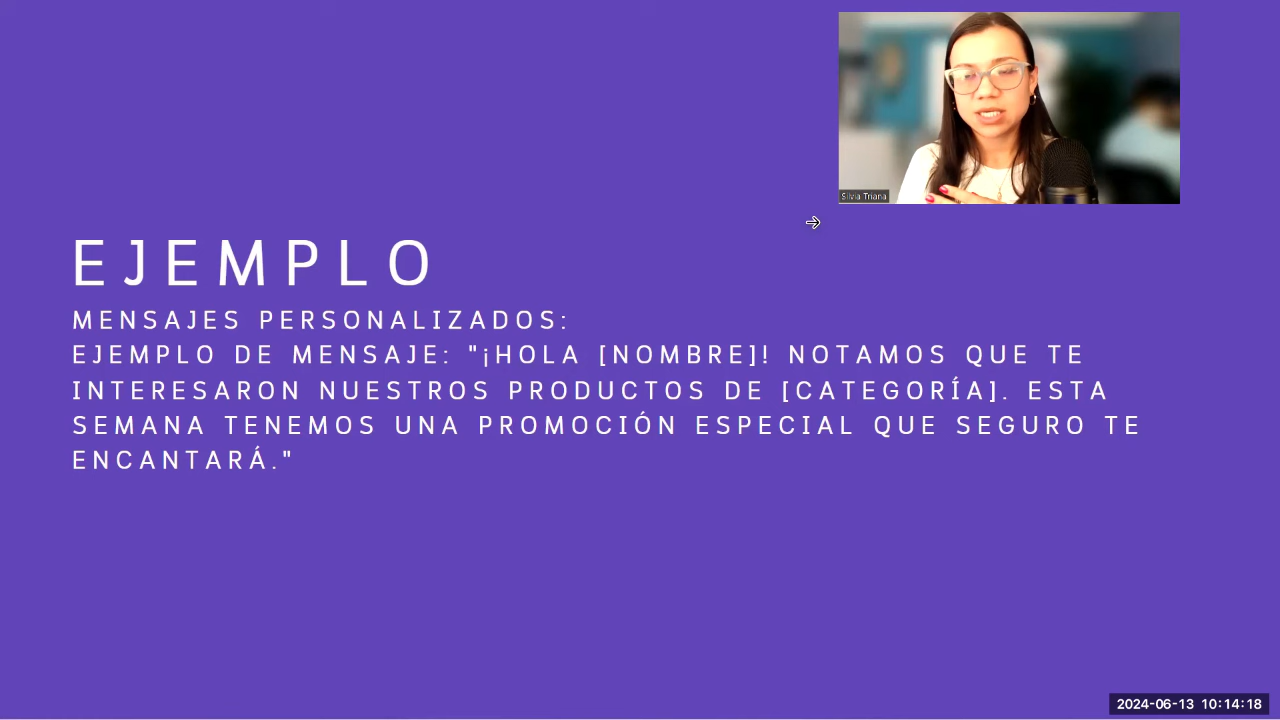 Silvia Triana
EJEMPLO
MENSAJES PERSONALIZADOS:
EJEMPLO DE MENSAJE: "¡HOLA [NOMBRE]! NOTAMOS QUE TE
INTERESARON NUESTROS PRODUCTOS DE [CATEGORÍA]. ESTA
SEMANA TENEMOS UNA PROMOCIÓN ESPECIAL QUE SEGURO TE
ENCANTARÁ."
2024-06-13 10:14:18